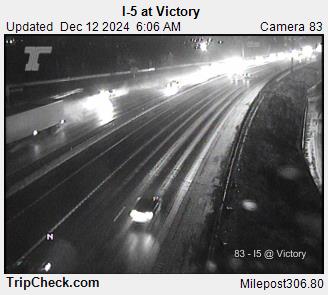 I-5 at Victory
Updated Dec 12 2024 6:06 AM Camera 83
T
N
83 - I5 @ Victory
TripCheck.com Milepost306.80